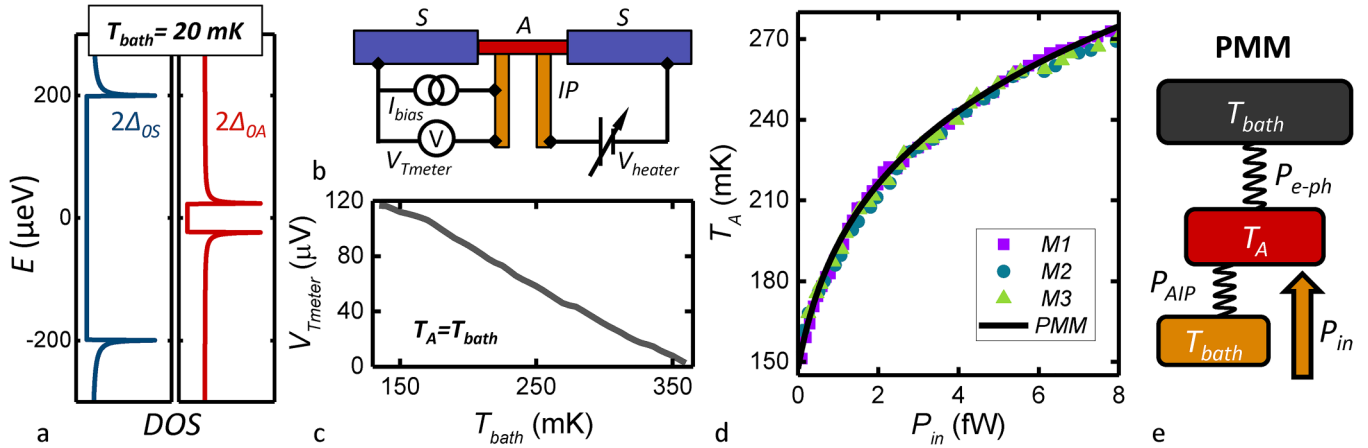 T_bath = 20 mK
2Δ_0S
2Δ_0A
200
0
-200
E (μeV)
DOS
a
S
A
S
I_bias
IP
V
V_Tmeter
V_heater
b
120
80
40
0
V_Tmeter (μV)
T_A=T_bath
150
250
350
T_bath (mK)
c
270
240
210
180
150
T_A (mK)
M1
M2
M3
PMM
0
2
4
6
8
P_in (fW)
d
PMM
T_bath
P_e-ph
T_A
P_AIP
P_in
T_bath
e